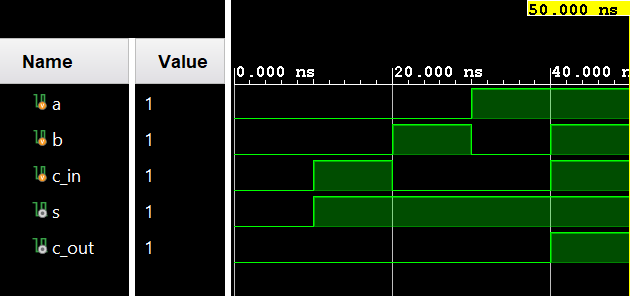 50.000 ns
Name Value
0.000 ns 20.000 ns 40.000 n
a 1
b 1
c_in 1
s 1
c_out 1